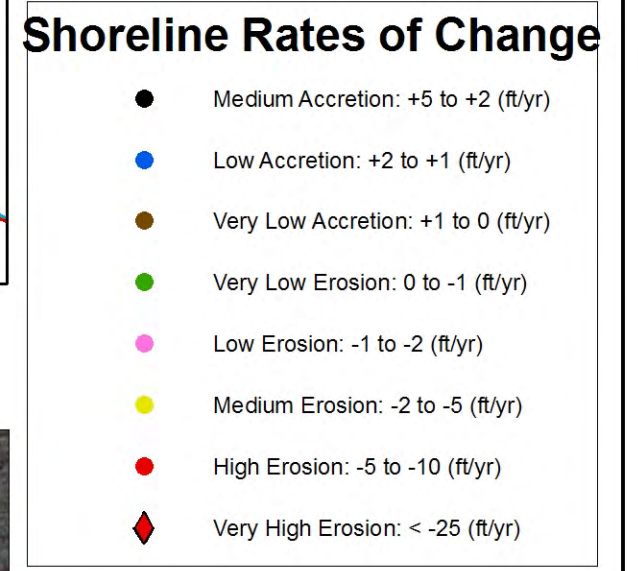 Shoreline Rates of Change
Medium Accretion: +5 to +2 (ft/yr)
Low Accretion: +2 to +1 (ft/yr)
Very Low Accretion: +1 to 0 (ft/yr)
Very Low Erosion: 0 to -1 (ft/yr)
Low Erosion: -1 to -2 (ft/yr)
Medium Erosion: -2 to -5 (ft/yr)
High Erosion: -5 to -10 (ft/yr)
Very High Erosion: < -25 (ft/yr)